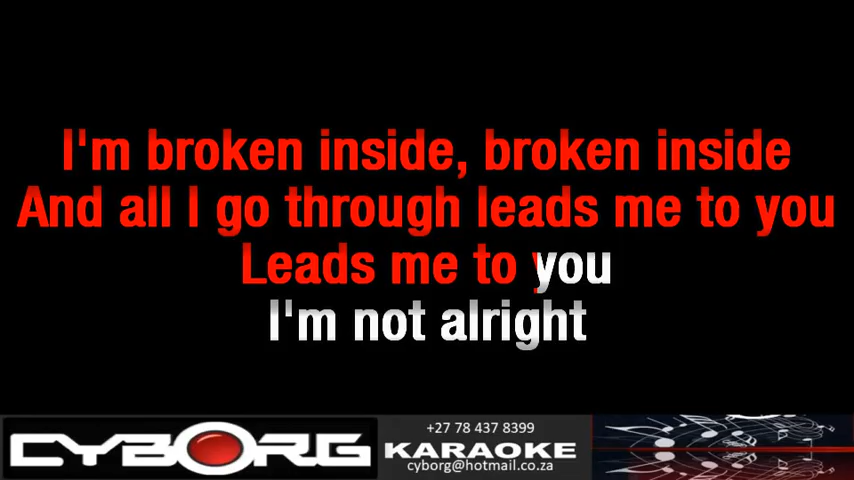 I'm broken inside, broken inside
And all I go through leads me to you
Leads me to you
I'm not alright
CYBORG
+27 78 437 8399
KARAOKE
cyborg@hotmail.co.za